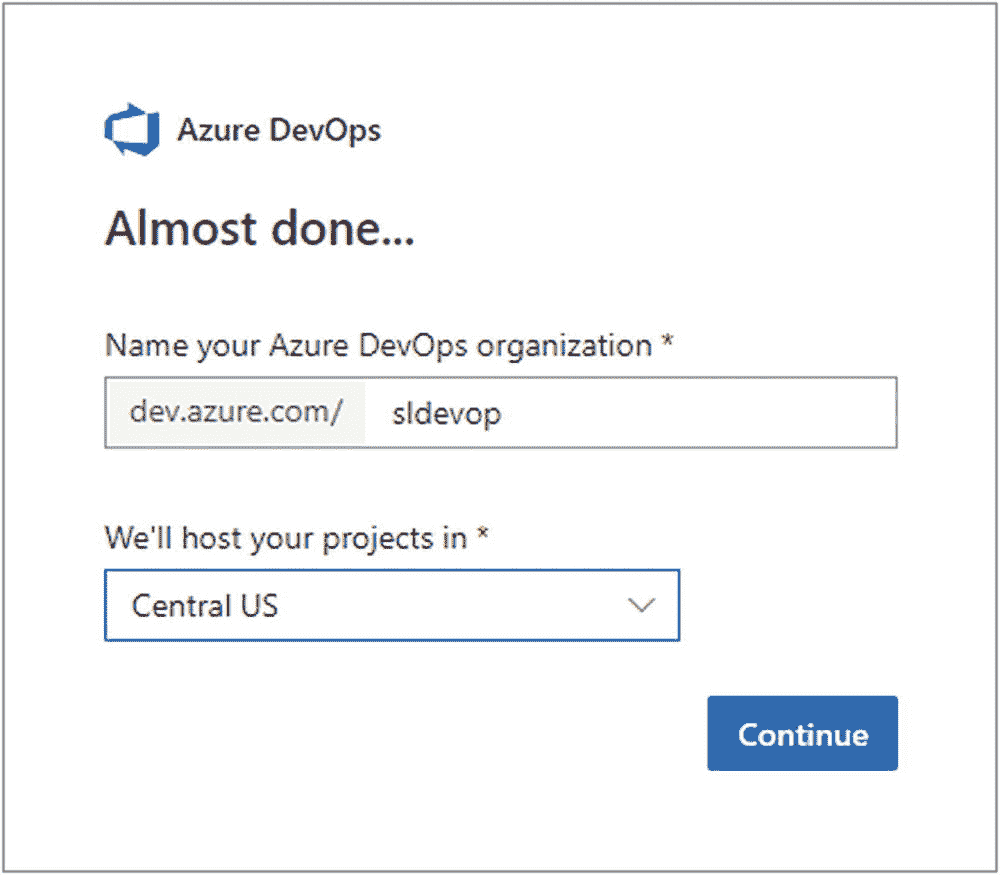 Azure DevOps
Almost done...
Name your Azure DevOps organization *
dev.azure.com/ sldevop
We'll host your projects in *
Central US
Continue